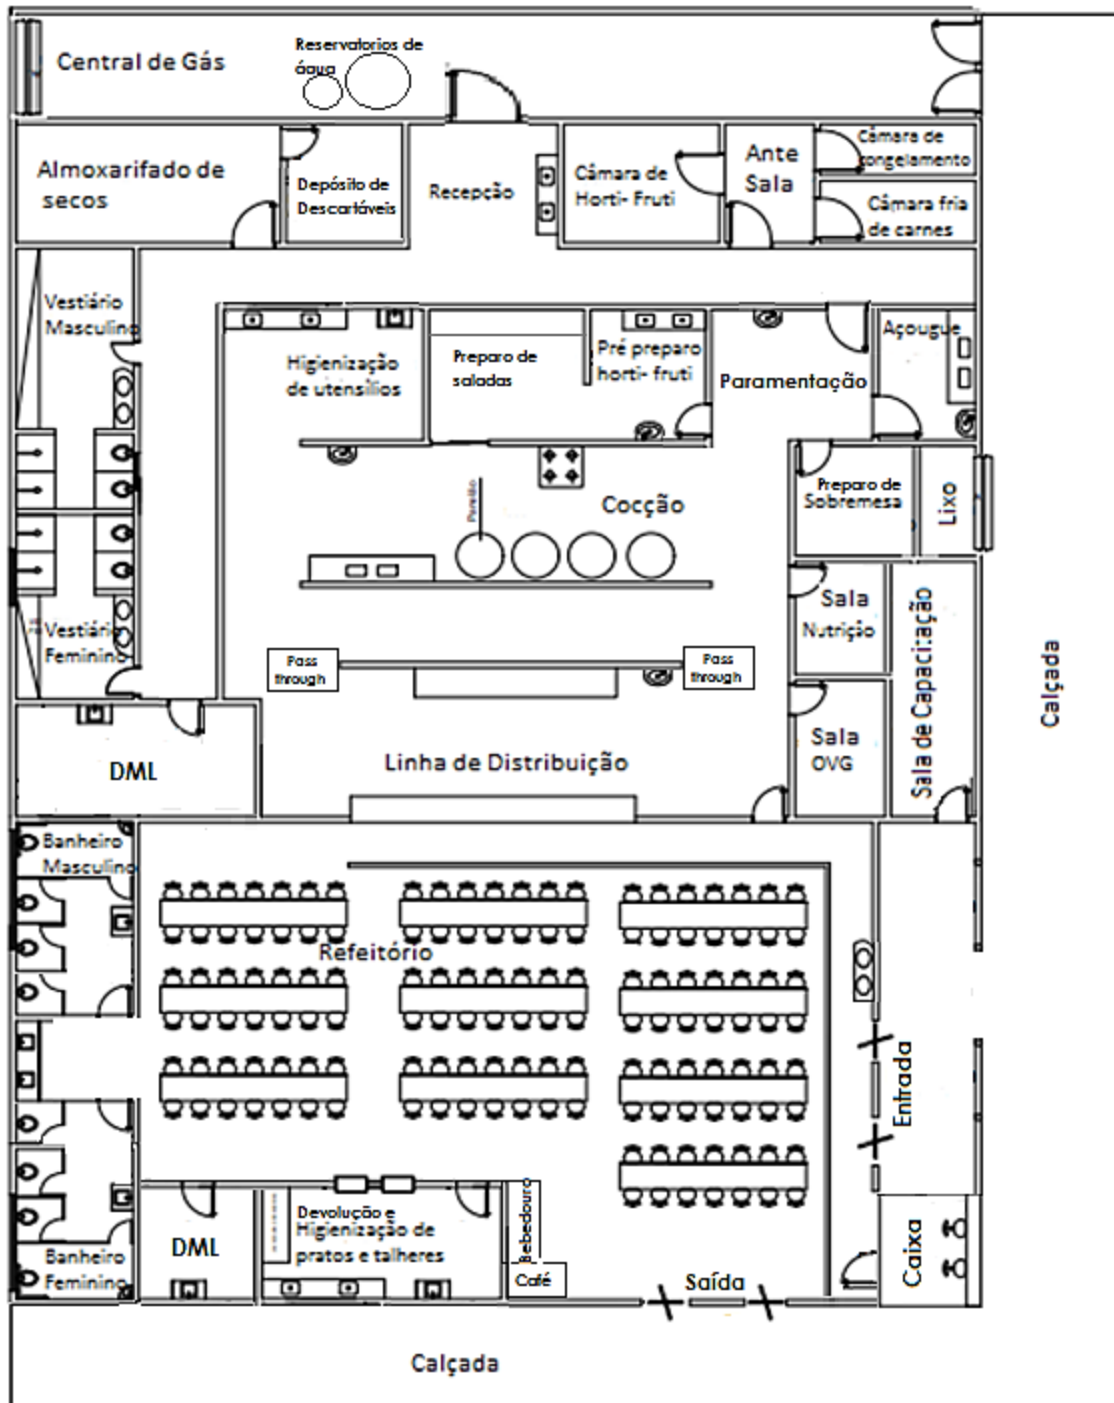 Central de Gás
Reservatorios de
água
Almoxarifado de
secos
Depósito de
Descartáveis
Recepção
Câmara de
Horti- Fruti
Ante
Sala
Câmara de
congelamento
Câmara fria
de carnes
Vestiário
Masculino
Higienização
de utensílios
Preparo de
saladas
Pré preparo
horti- fruti
Paramentação
Açougue
Cocção
Preparo de
Sobremesa
Lixo
Sala
Nutrição
Sala de Capacitação
Vestiário
Feminino
Pass
through
Pass
through
Calçada
DML
Linha de Distribuição
Sala
OVG
Banheiro
Masculino
Refeitório
Entrada
Banheiro
Feminino
DML
Devolução e
Higienização de
pratos e talheres
Bebedouro
Café
Saída
Caixa
Calçada